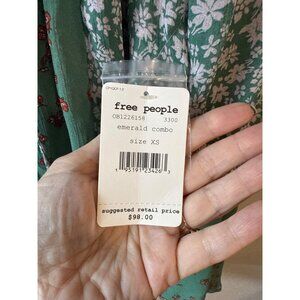 free people
OB1226158 3300
emerald combo
size XS
suggested retail price
$98.00